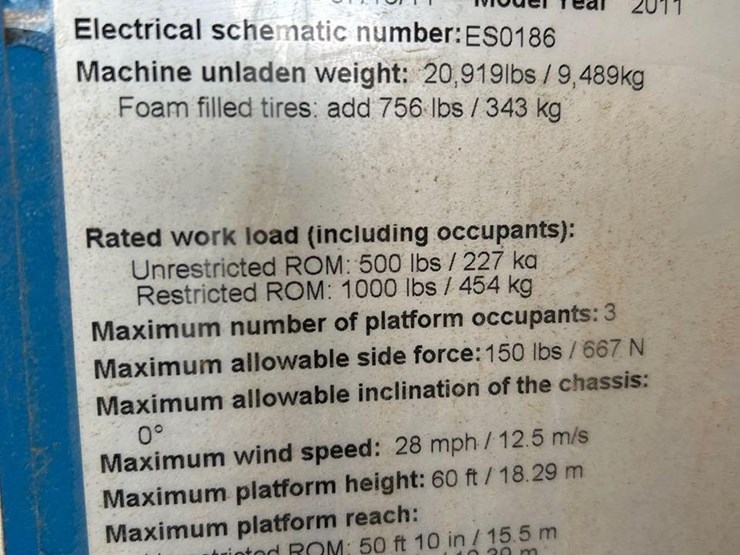 Model Year 2011
Electrical schematic number: ES0186
Machine unladen weight: 20,919lbs / 9,489kg
Foam filled tires: add 756 lbs / 343 kg
Rated work load (including occupants):
Unrestricted ROM: 500 lbs / 227 kg
Restricted ROM: 1000 lbs / 454 kg
Maximum number of platform occupants: 3
Maximum allowable side force: 150 lbs / 667 N
Maximum allowable inclination of the chassis:
0°
Maximum wind speed: 28 mph / 12.5 m/s
Maximum platform height: 60 ft / 18.29 m
Maximum platform reach:
ROM: 50 ft 10 in / 15.5 m